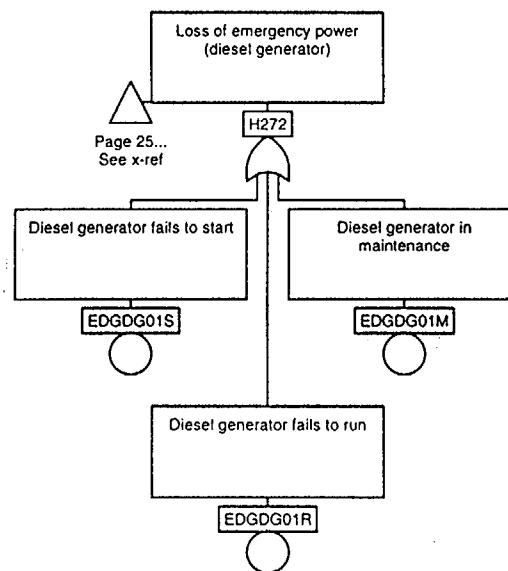 Loss of emergency power
(diesel generator)
H272
Page 25...
See x-ref
Diesel generator fails to start
Diesel generator in
maintenance
EDGDG01S
EDGDG01M
Diesel generator fails to run
EDGDG01R